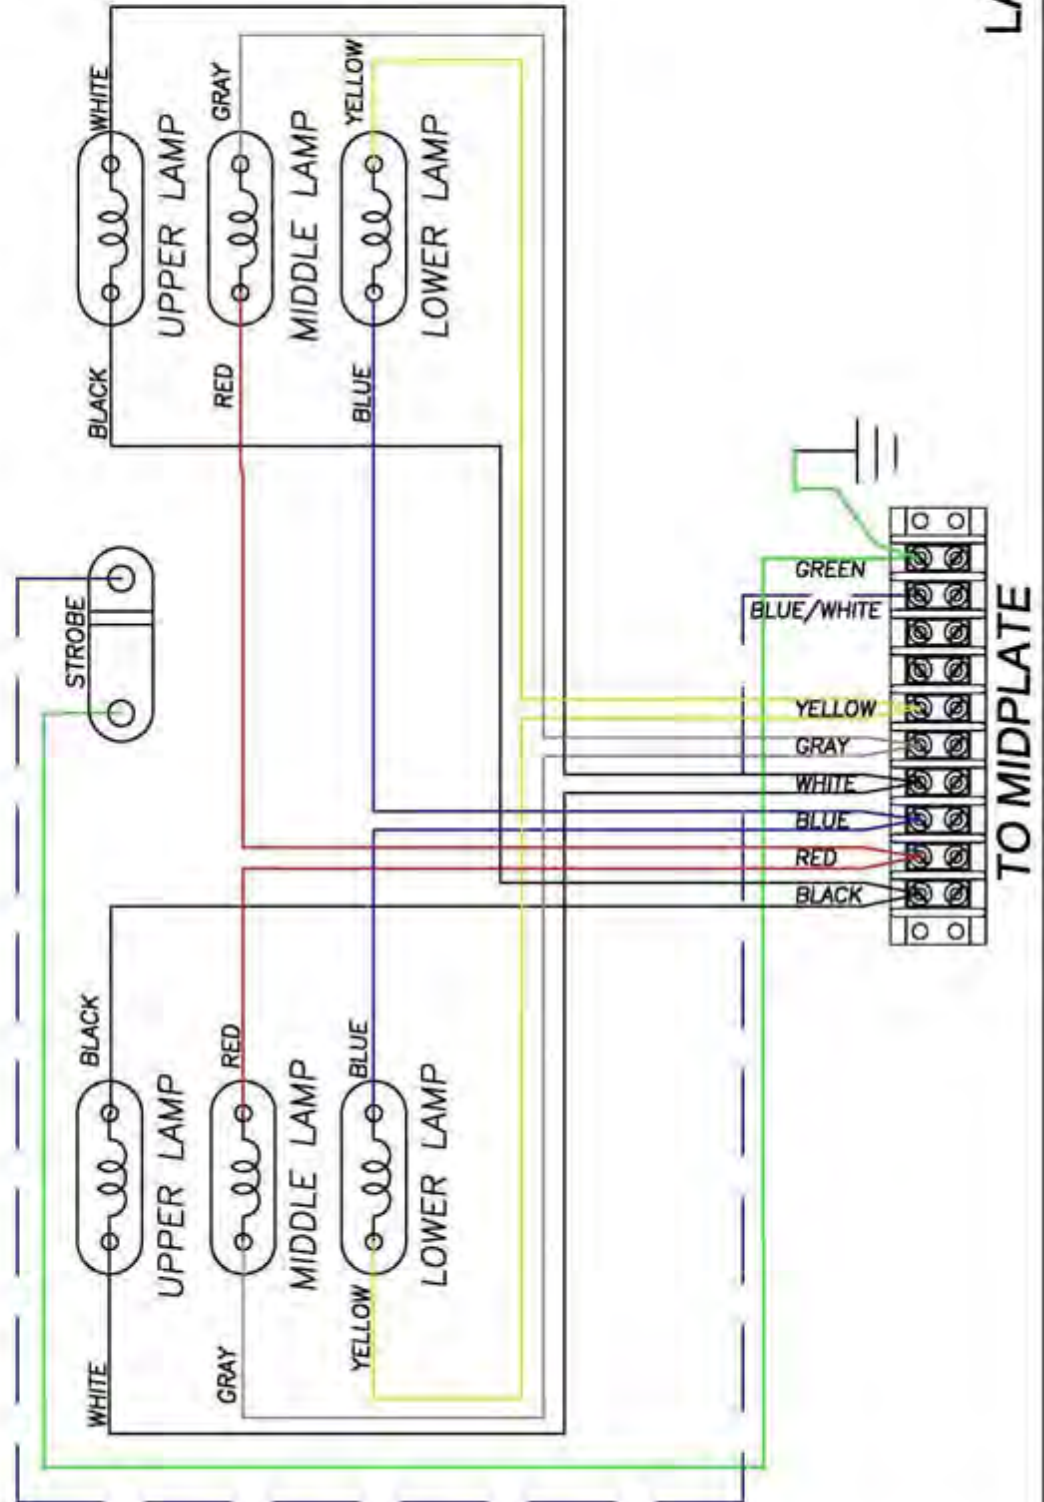 WHITE
GRAY
YELLOW
UPPER LAMP
MIDDLE LAMP
LOWER LAMP
BLACK
RED
BLUE
STROBE
GREEN
BLUE/WHITE
YELLOW
GRAY
WHITE
BLUE
RED
BLACK
TO MIDPLATE
BLACK
RED
BLUE
UPPER LAMP
MIDDLE LAMP
LOWER LAMP
WHITE
GRAY
YELLOW
LA